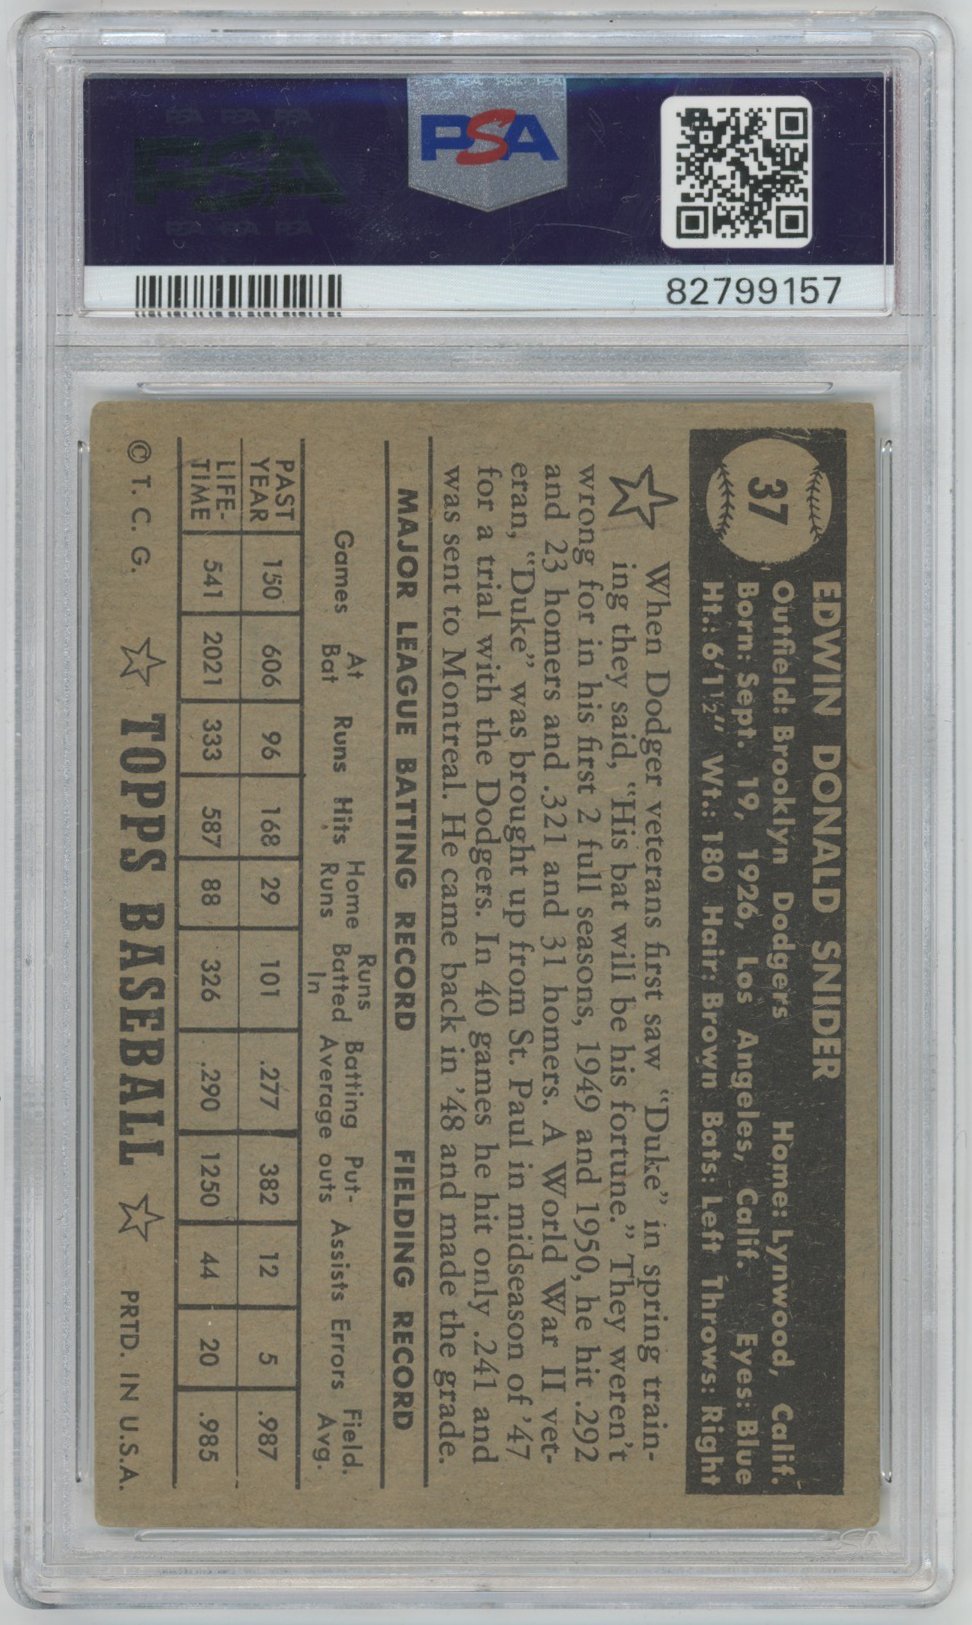 PSA PSA PSA
PSA
PSA PSA PSA
PSA
82799157
37
EDWIN DONALD SNIDER
Outfield: Brooklyn Dodgers Home: Lynwood, Calif.
Born: Sept. 19, 1926, Los Angeles, Calif. Eyes: Blue
Ht.: 6'1½" Wt.: 180 Hair: Brown Bats: Left Throws: Right
When Dodger veterans first saw "Duke" in spring train-
ing they said, "His bat will be his fortune." They weren't
wrong for in his first 2 full seasons, 1949 and 1950, he hit .292
and 23 homers and .321 and 31 homers. A World War II vet-
eran, "Duke" was brought up from St. Paul in midseason of '47
for a trial with the Dodgers. In 40 games he hit only .241 and
was sent to Montreal. He came back in '48 and made the grade.
MAJOR LEAGUE BATTING RECORD FIELDING RECORD
Games At Bat Runs Hits Home Runs Runs Batted In Batting Average Put-outs Assists Errors Field. Avg.
PAST YEAR 150 606 96 168 29 101 .277 382 12 5 .987
LIFE-TIME 541 2021 333 587 88 326 .290 1250 44 20 .985
© T. C. G. ☆ TOPPS BASEBALL ☆ PRTD. IN U.S.A.